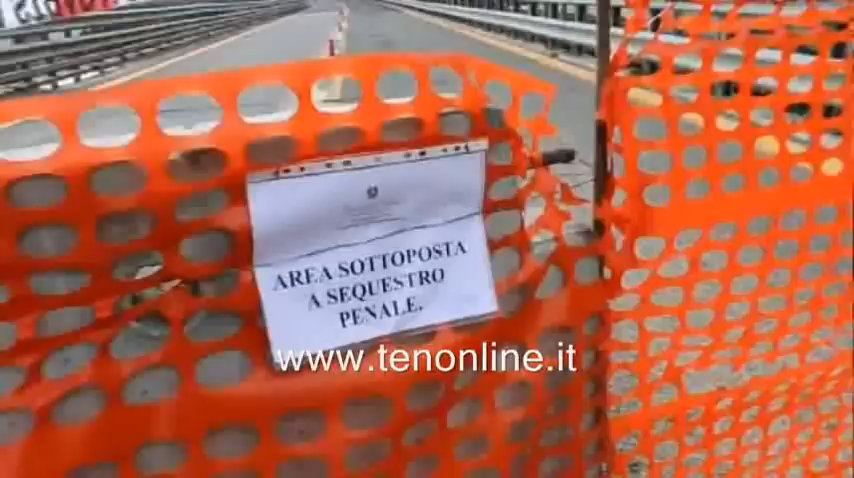 AREA SOTTOPOSTA
A SEQUESTRO
PENALE.
www.tenonline.it